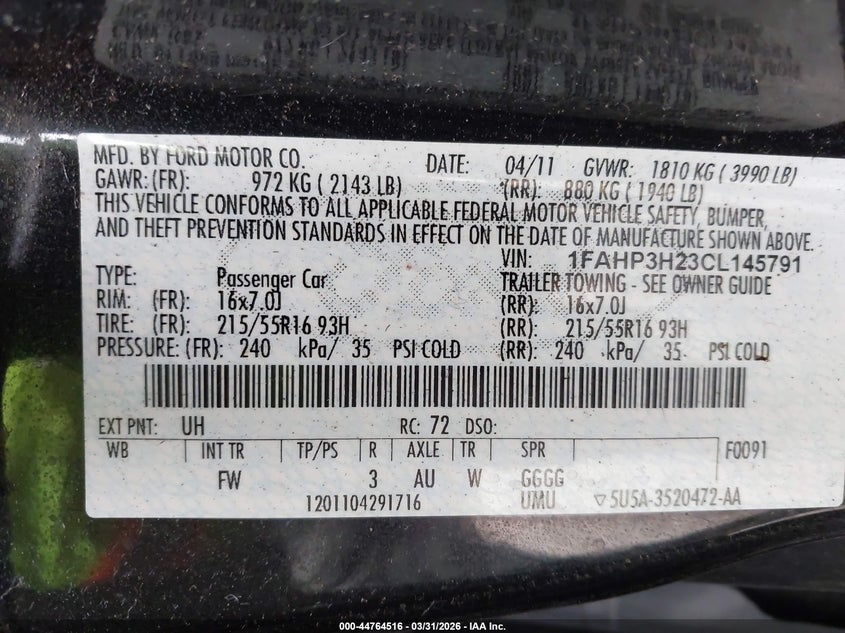 MFD. BY FORD MOTOR CO. DATE: 04/11 GVWR: 1810 KG ( 3990 LB)
GAWR: (FR): 972 KG ( 2143 LB) (RR): 880 KG ( 1940 LB)
THIS VEHICLE CONFORMS TO ALL APPLICABLE FEDERAL MOTOR VEHICLE SAFETY, BUMPER,
AND THEFT PREVENTION STANDARDS IN EFFECT ON THE DATE OF MANUFACTURE SHOWN ABOVE.
VIN: 1FAHP3H23CL145791
TYPE: Passenger Car TRAILER TOWING - SEE OWNER GUIDE
RIM: (FR): 16x7.0J (RR): 16x7.0J
TIRE: (FR): 215/55R16 93H (RR): 215/55R16 93H
PRESSURE: (FR): 240 kPa/ 35 PSI COLD (RR): 240 kPa/ 35 PSI COLD
EXT PNT: UH RC: 72 DSO:
WB INT TR TP/PS R AXLE TR SPR F0091
FW 3 AU W GGGG
1201104291716 UMU 5U5A-3520472-AA
000-44764516 - 03/31/2026 - IAA Inc.